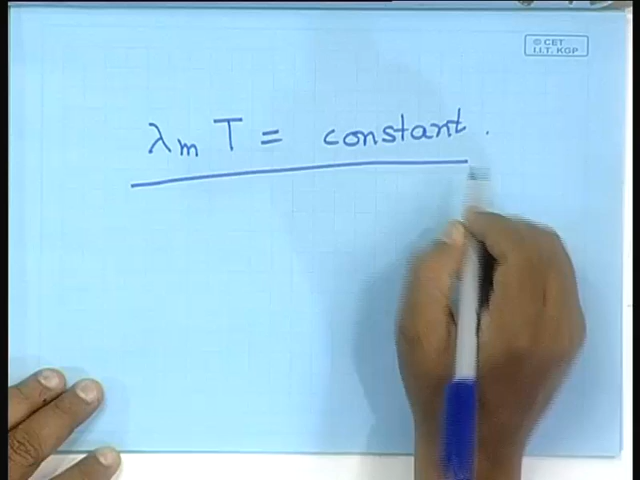 © CET
I.I.T. KGP
λm T = constant.